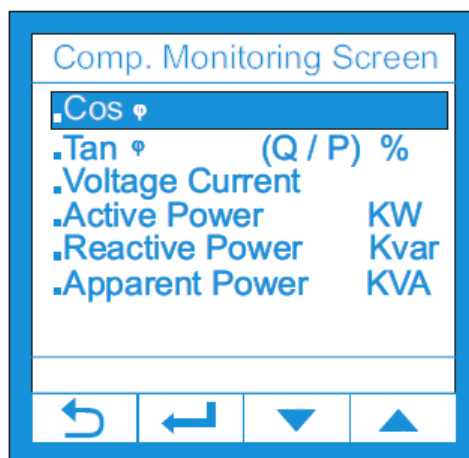 Comp. Monitoring Screen
.Cos φ
.Tan φ (Q / P) %
.Voltage Current
.Active Power KW
.Reactive Power Kvar
.Apparent Power KVA